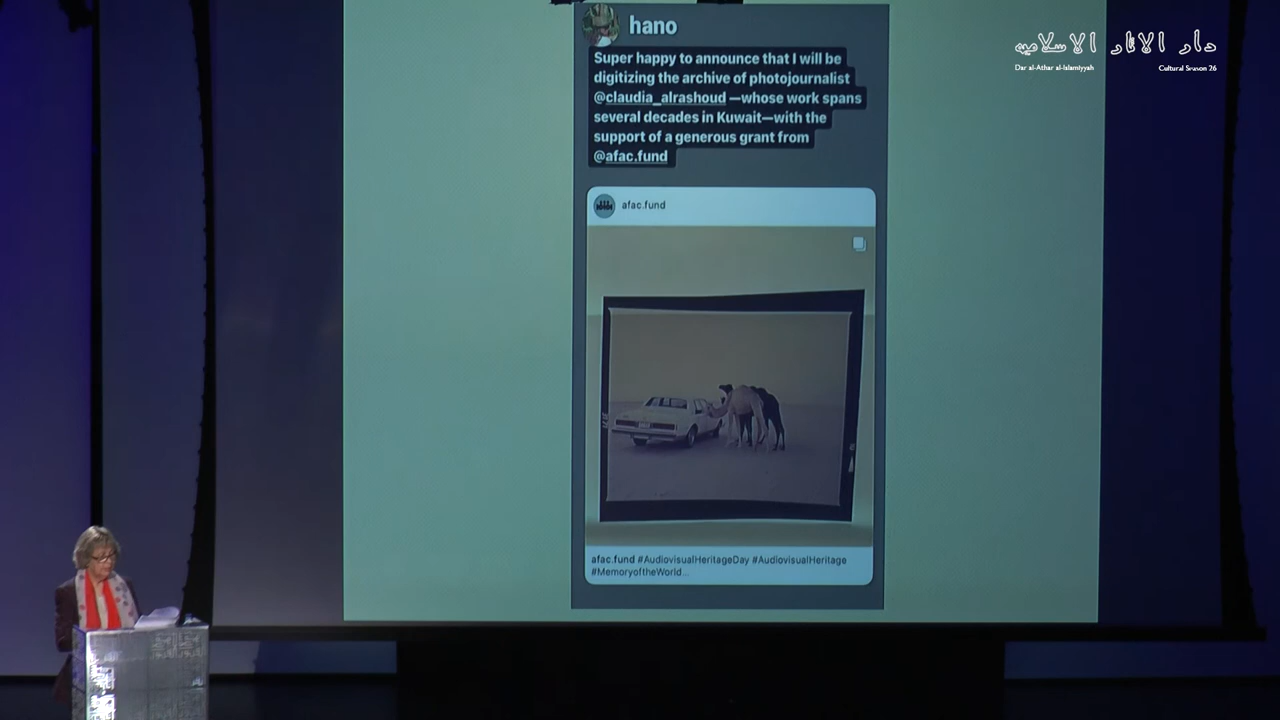 hano
Super happy to announce that I will be
digitizing the archive of photojournalist
@claudia_alrashoud —whose work spans
several decades in Kuwait—with the
support of a generous grant from
@afac.fund
afac.fund
afac.fund #AudiovisualHeritageDay #AudiovisualHeritage
#MemoryoftheWorld...
دار الآثار الإسلامية
Dar al-Athar al-Islamiyyah
Cultural Season 26